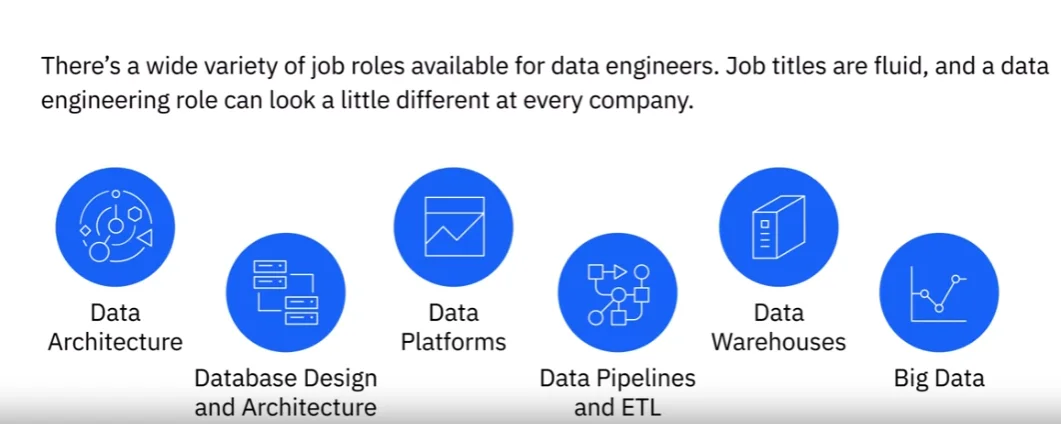 There's a wide variety of job roles available for data engineers. Job titles are fluid, and a data
engineering role can look a little different at every company.
Data
Architecture
Database Design
and Architecture
Data
Platforms
Data Pipelines
and ETL
Data
Warehouses
Big Data